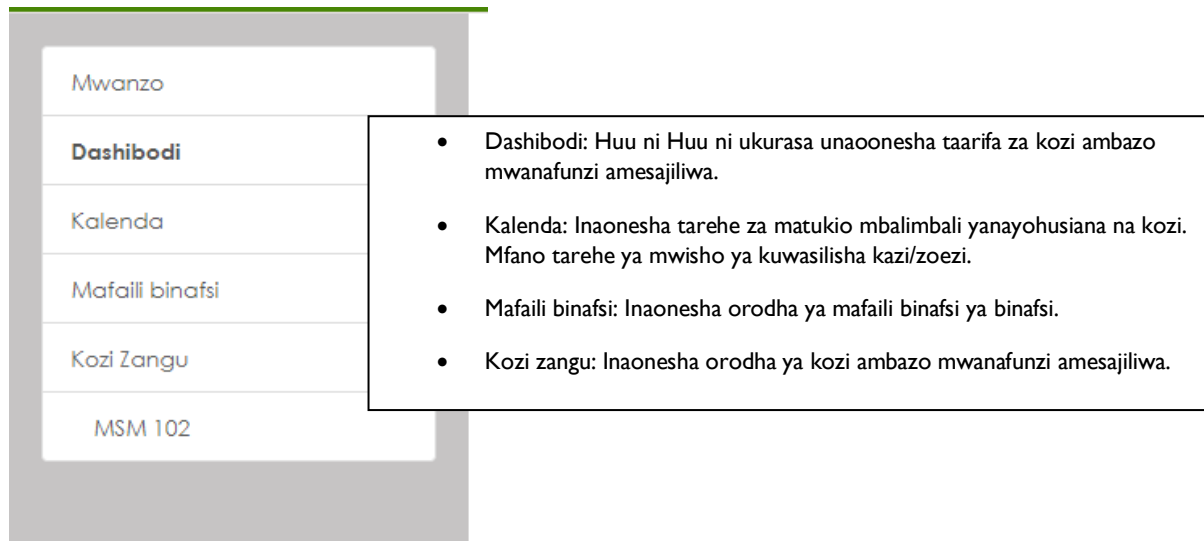 Mwanzo
Dashibodi
Kalenda
Mafaili binafsi
Kozi Zangu
MSM 102
• Dashibodi: Huu ni Huu ni ukurasa unaoonesha taarifa za kozi ambazo
mwanafunzi amesajiliwa.
• Kalenda: Inaonesha tarehe za matukio mbalimbali yanayohusiana na kozi.
Mfano tarehe ya mwisho ya kuwasilisha kazi/zoezi.
• Mafaili binafsi: Inaonesha orodha ya mafaili binafsi ya binafsi.
• Kozi zangu: Inaonesha orodha ya kozi ambazo mwanafunzi amesajiliwa.